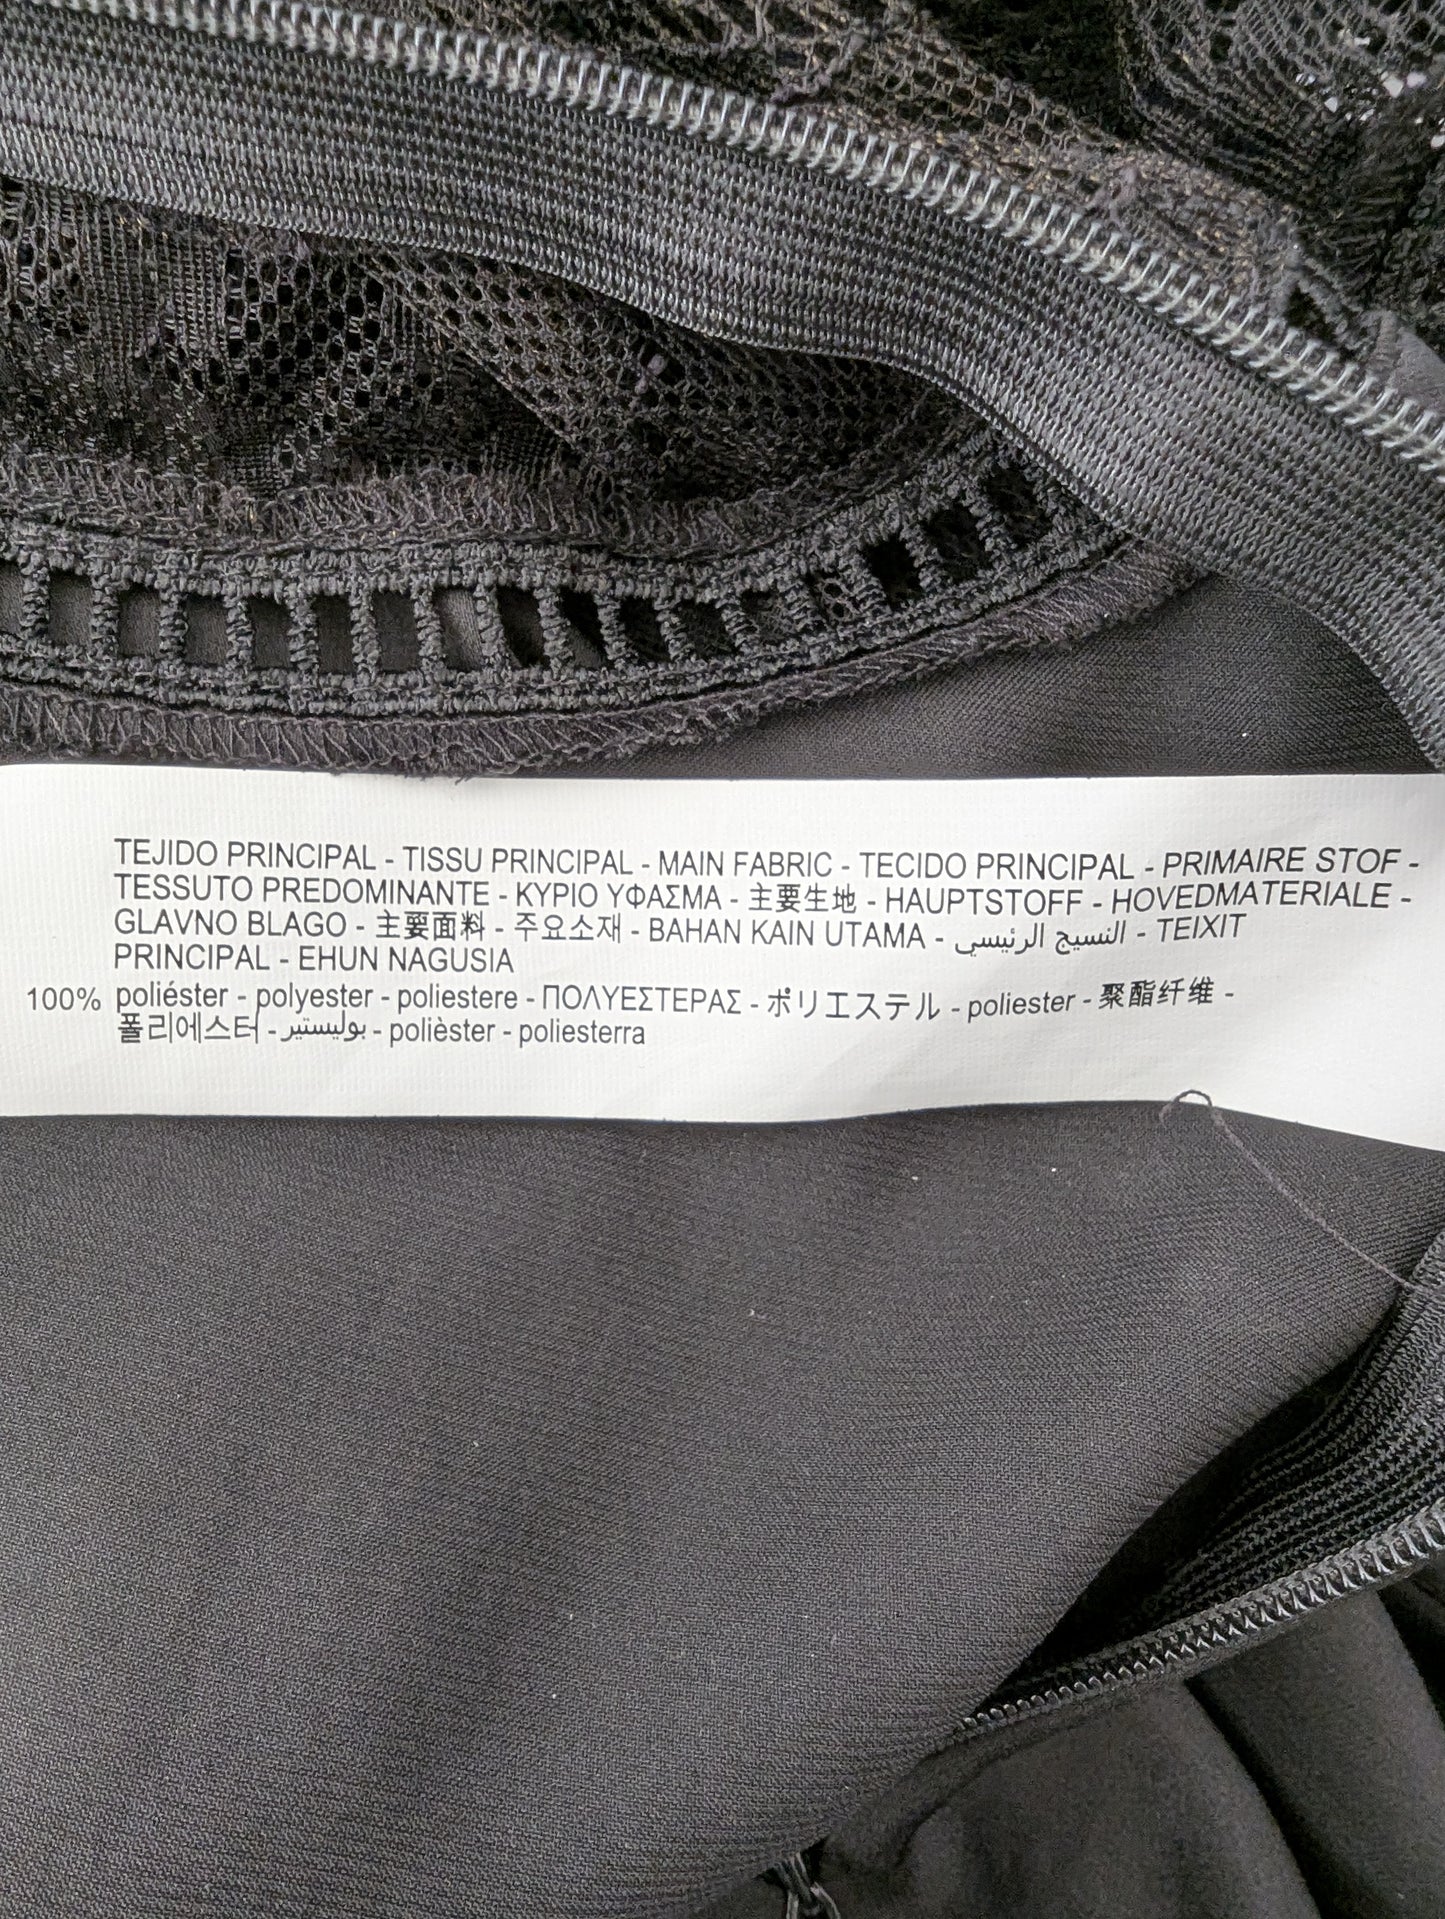 TEJIDO PRINCIPAL - TISSU PRINCIPAL - MAIN FABRIC - TECIDO PRINCIPAL - PRIMAIRE STOF -
TESSUTO PREDOMINANTE - ΚΥΡΙΟ ΥΦΑΣΜΑ - 主要生地 - HAUPTSTOFF - HOVEDMATERIALE -
GLAVNO BLAGO - 主要面料 - 주요소재 - BAHAN KAIN UTAMA - النسيج الرئيسي - TEIXIT
PRINCIPAL - EHUN NAGUSIA
100% poliéster - polyester - poliestere - ΠΟΛΥΕΣΤΕΡΑΣ - ポリエステル - poliester - 聚酯纤维 -
폴리에스터 - بوليستير - polièster - poliesterra